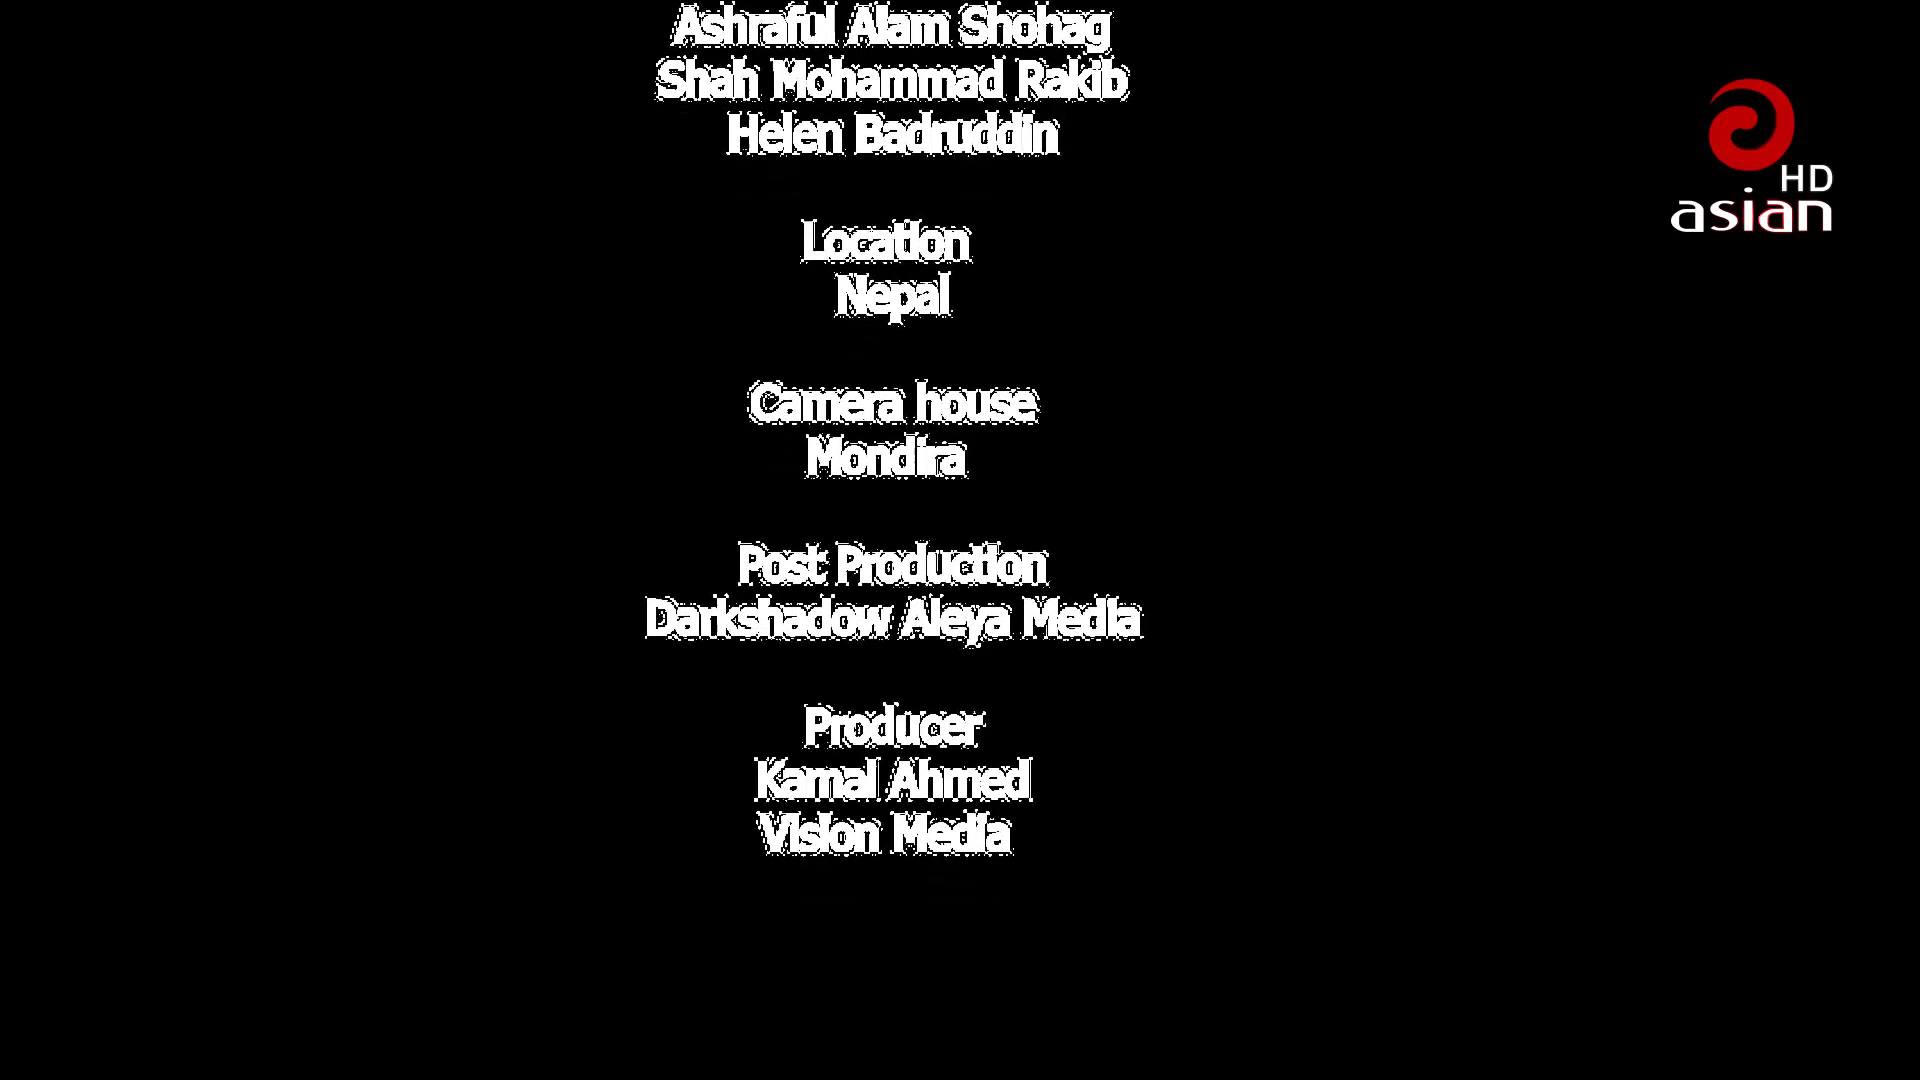 Ashraful Alam Shohag
Shah Mohammad Rakib
Helen Badruddin
Location
Nepal
Camera house
Mondira
Post Production
Darkshadow Aleya Media
Producer
Kamal Ahmed
Vision Media
HD
asian